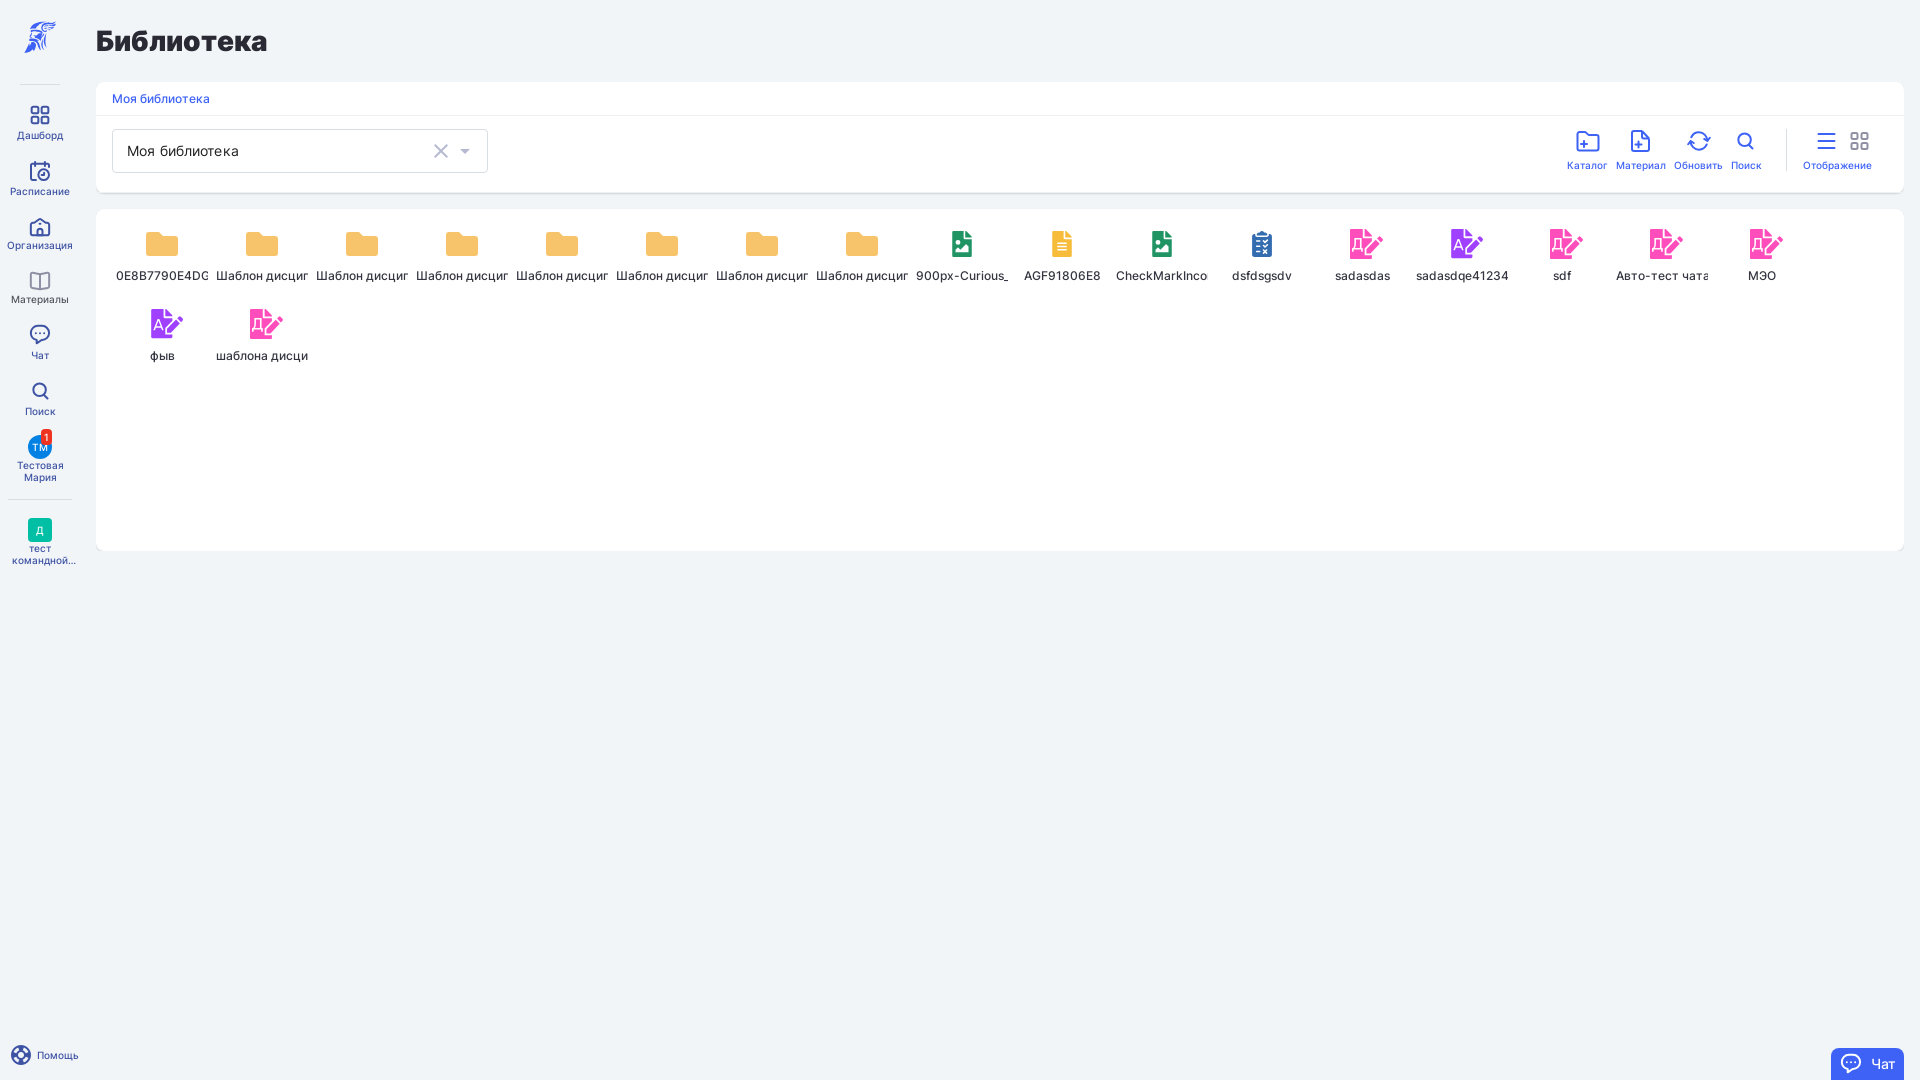 Библиотека
Моя библиотека
Моя библиотека
Каталог
Материал
Обновить
Поиск
Отображение
Дашборд
Расписание
Организация
Материалы
Чат
Поиск
ТМ
1
Тестовая
Мария
Д
тест
командной...
0E8B7790E4DG
Шаблон дисцип
Шаблон дисцип
Шаблон дисцип
Шаблон дисцип
Шаблон дисцип
Шаблон дисцип
Шаблон дисцип
900px-Curious_
AGF91806E8
CheckMarkInco
dsfdsgsdv
sadasdas
sadasdqe41234
sdf
Авто-тест чата
МЭО
фыв
шаблона дисци
Помощь
Чат